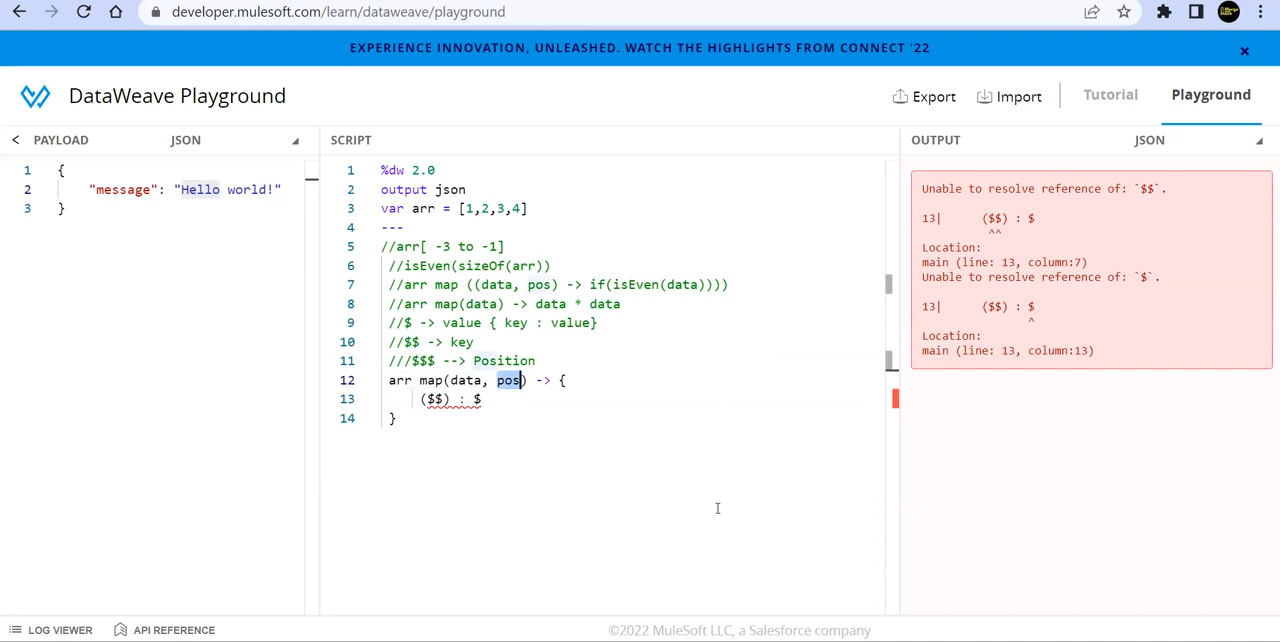 developer.mulesoft.com/learn/dataweave/playground
EXPERIENCE INNOVATION, UNLEASHED. WATCH THE HIGHLIGHTS FROM CONNECT '22
DataWeave Playground
Export
Import
Tutorial
Playground
PAYLOAD
JSON
1 {
2 "message": "Hello world!"
3 }
SCRIPT
1 %dw 2.0
2 output json
3 var arr = [1,2,3,4]
4 ---
5 //arr[ -3 to -1]
6 //isEven(sizeOf(arr))
7 //arr map ((data, pos) -> if(isEven(data))))
8 //arr map(data) -> data * data
9 //$ -> value { key : value}
10 //$$ -> key
11 ///$$$ --> Position
12 arr map(data, pos) -> {
13 ($$) : $
14 }
OUTPUT
JSON
Unable to resolve reference of: `$$`.
13| ($$) : $
^^
Location:
main (line: 13, column:7)
Unable to resolve reference of: `$`.
13| ($$) : $
^
Location:
main (line: 13, column:13)
LOG VIEWER
API REFERENCE
©2022 MuleSoft LLC, a Salesforce company